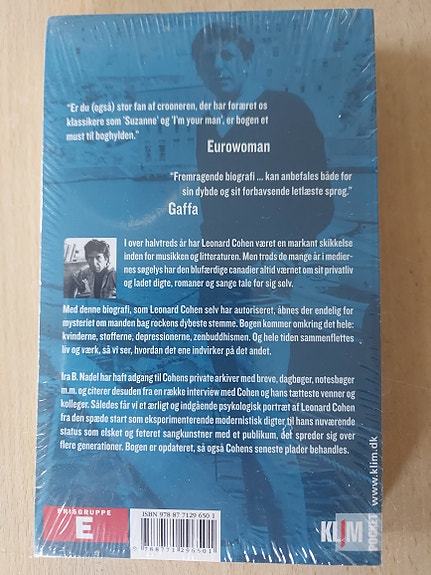 "Er du (også) stor fan af crooneren, der har foræret os
klassikere som 'Suzanne' og 'I'm your man', er bogen et
must til boghylden."
Eurowoman
"Fremragende biografi ... kan anbefales både for
sin dybde og sit forbavsende letlæste sprog."
Gaffa
I over halvtreds år har Leonard Cohen været en markant skikkelse
inden for musikken og litteraturen. Men trods de mange år i medier-
nes søgelys har den blufærdige canadier altid værnet om sit privatliv
og ladet digte, romaner og sange tale for sig selv.
Med denne biografi, som Leonard Cohen selv har autoriseret, åbnes der endelig for
mysteriet om manden bag rockens dybeste stemme. Bogen kommer omkring det hele:
kvinderne, stofferne, depressionerne, zenbuddhismen. Og hele tiden sammenflettes
liv og værk, så vi ser, hvordan det ene indvirker på det andet.
Ira B. Nadel har haft adgang til Cohens private arkiver med breve, dagbøger, notesbøger
m.m. og citerer desuden fra en række interview med Cohen og hans tætteste venner og
kolleger. Således får vi et ærligt og indgående psykologisk portræt af Leonard Cohen
fra den spæde start som eksperimenterende modernistisk digter til hans nuværende
status som elsket og feteret sangkunstner med et publikum, det spreder sig over
flere generationer. Bogen er opdateret, så også Cohens seneste plader behandles.
PRISGRUPPE
E
ISBN 978 87 7129 650 1
9 788771 296501
KLIM
POCKET
www.klim.dk